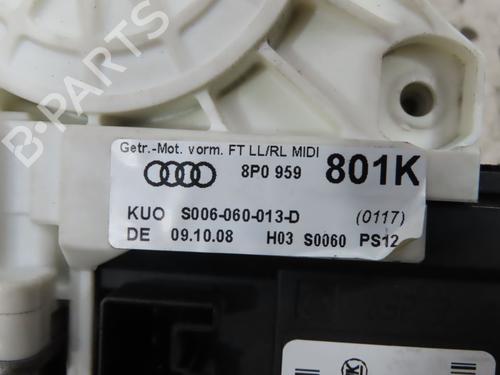 B-PARTS
Getr.-Mot. vorm. FT LL/RL MIDI
8P0 959 801K
KUO S006-060-013-D (0117)
DE 09.10.08 H03 S0060 PS12